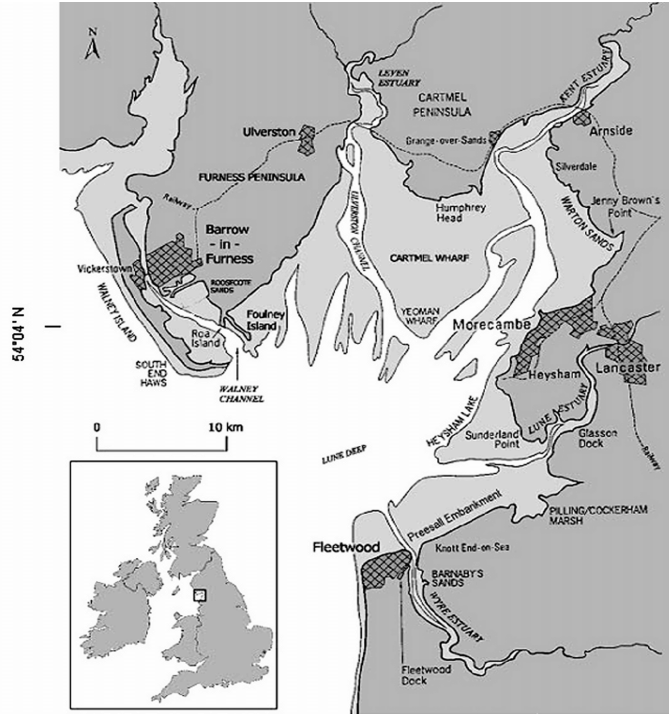 N
LEVEN
ESTUARY
CARTMEL
PENINSULA
KENT ESTUARY
Ulverston
Grange-over-Sands
Arnside
Silverdale
FURNESS PENINSULA
Railway
ULVERSTON CHANNEL
Humphrey
Head
WARTON SANDS
Jenny Brown's
Point
Barrow
- in -
Furness
CARTMEL WHARF
Vickerstown
ROOSECOTE
SANDS
WALNEY ISLAND
Foulney
Island
YEOMAN
WHARF
Morecambe
54°04' N
Roa
Island
SOUTH
END
HAWS
WALNEY
CHANNEL
Heysham
Lancaster
HEYSHAM LAKE
LUNE ESTUARY
0 10 km
Sunderland
Point
Glasson
Dock
LUNE DEEP
Railway
Preesall Embankment
PILLING/COCKERHAM
MARSH
Fleetwood
Knott End-on-Sea
BARNABY'S
SANDS
WYRE ESTUARY
Fleetwood
Dock